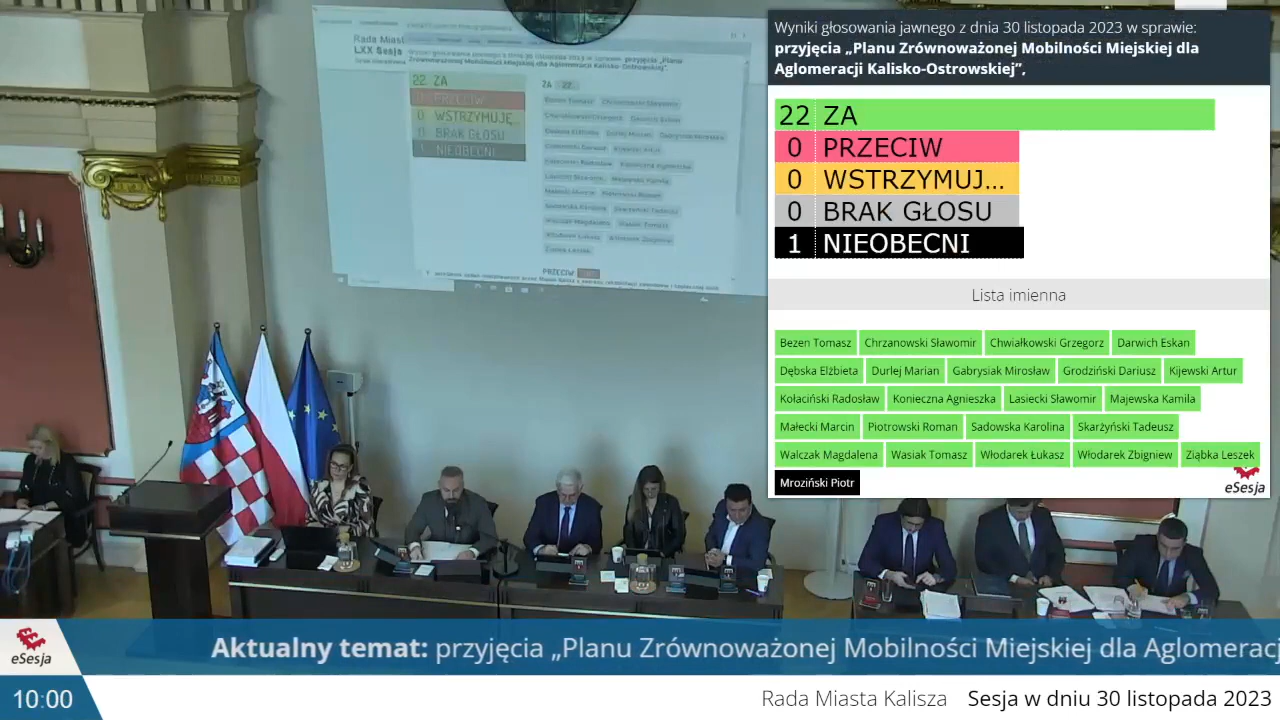 Wyniki głosowania jawnego z dnia 30 listopada 2023 w sprawie:
przyjęcia „Planu Zrównoważonej Mobilności Miejskiej dla
Aglomeracji Kalisko-Ostrowskiej”,
22 ZA
0 PRZECIW
0 WSTRZYMUJ...
0 BRAK GŁOSU
1 NIEOBECNI
Lista imienna
Bezen Tomasz Chrzanowski Sławomir Chwiałkowski Grzegorz Darwich Eskan
Dębska Elżbieta Durlej Marian Gabrysiak Mirosław Grodziński Dariusz Kijewski Artur
Kołaciński Radosław Konieczna Agnieszka Lasiecki Sławomir Majewska Kamila
Małecki Marcin Piotrowski Roman Sadowska Karolina Skarżyński Tadeusz
Walczak Magdalena Wasiak Tomasz Włodarek Łukasz Włodarek Zbigniew Ziąbka Leszek
Mroziński Piotr
eSesja
Rada Miast
LXX Sesja
22 ZA
0 PRZECIW
0 WSTRZYMUJĘ
0 BRAK GŁOSU
1 NIEOBECNI
ZA 22
PRZECIW
eSesja
Aktualny temat: przyjęcia „Planu Zrównoważonej Mobilności Miejskiej dla Aglomeracj
10:00
Rada Miasta Kalisza Sesja w dniu 30 listopada 2023